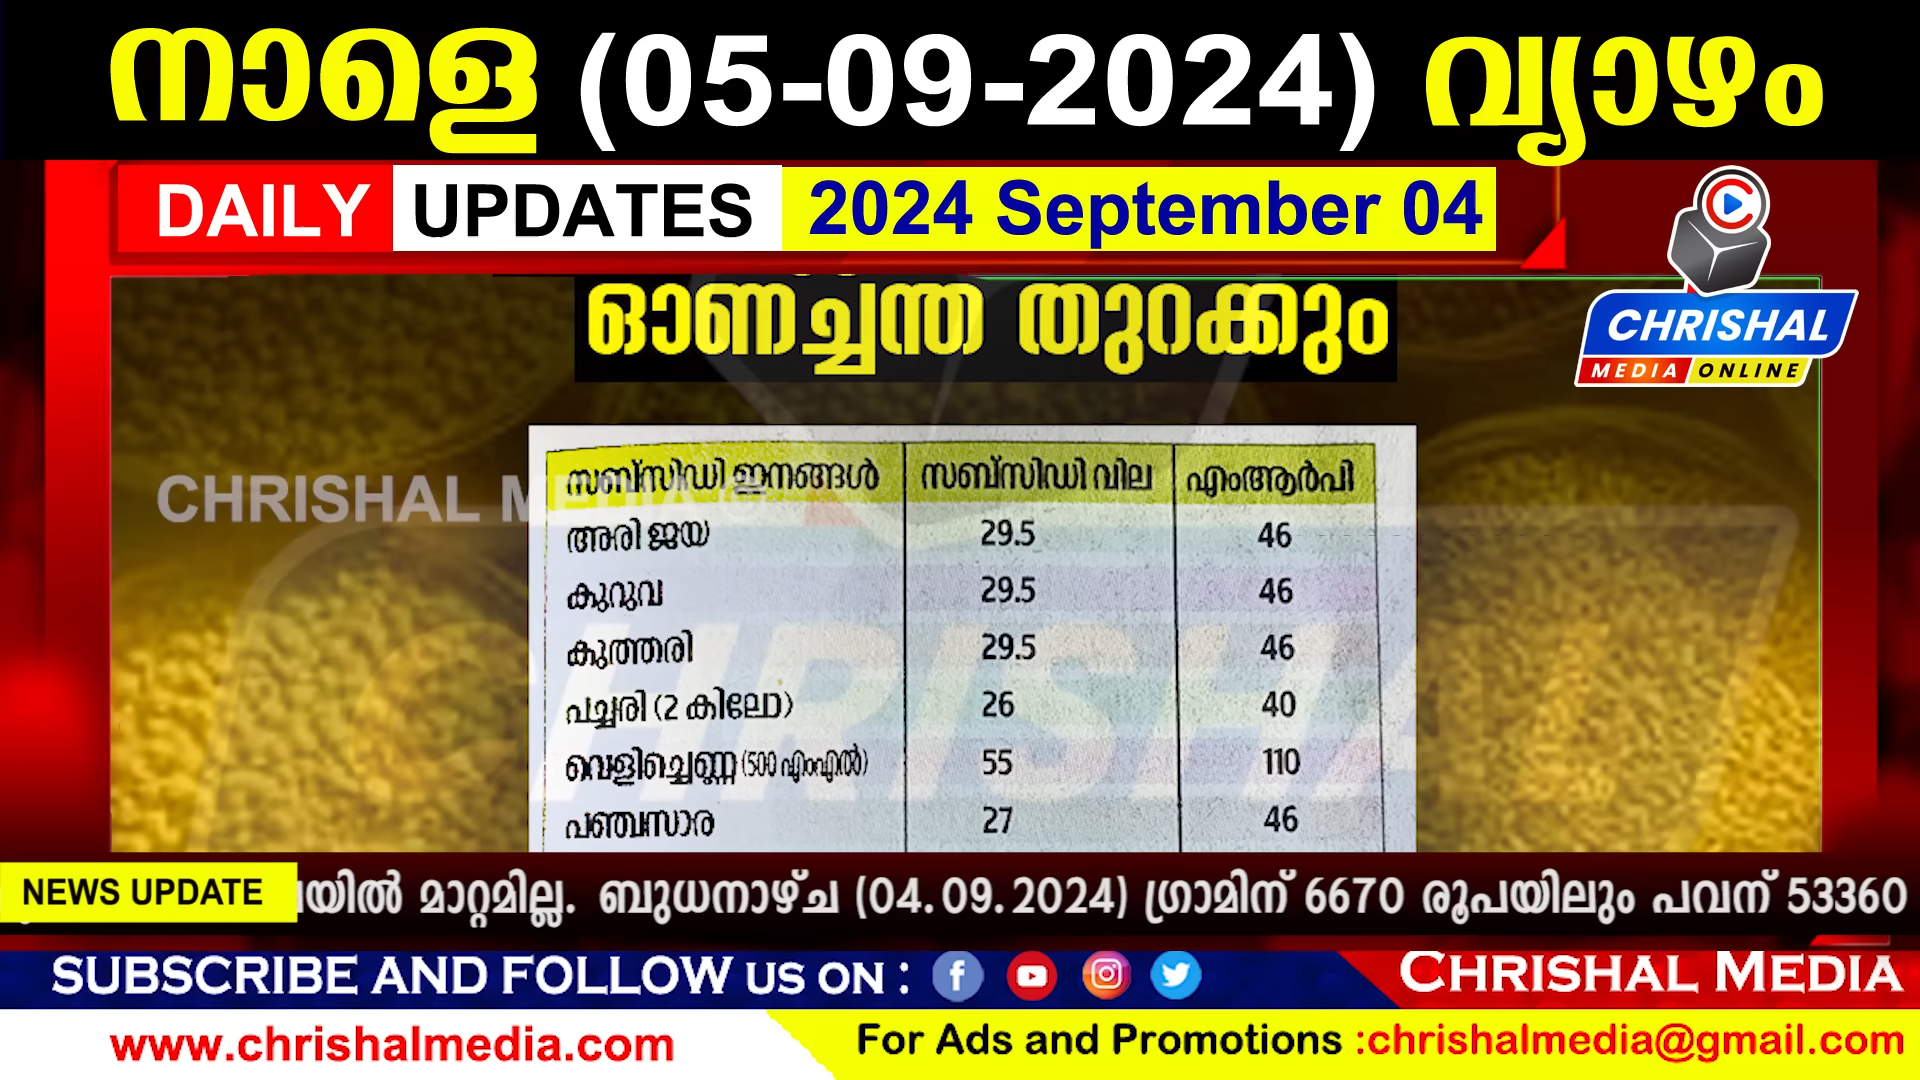 നാളെ (05-09-2024) വ്യാഴം
DAILY UPDATES 2024 September 04
ഓണച്ചന്ത തുറക്കും
CHRISHAL
MEDIA ONLINE
CHRISHAL MEDIA ©
സബ്സിഡി ഇനങ്ങൾ സബ്സിഡി വില എംആർപി
അരി ജയ 29.5 46
കുറുവ 29.5 46
കുത്തരി 29.5 46
പച്ചരി (2 കിലോ) 26 40
വെളിച്ചെണ്ണ (500 എംഎൽ) 55 110
പഞ്ചസാര 27 46
NEWS UPDATE യിൽ മാറ്റമില്ല. ബുധനാഴ്ച (04.09.2024) ഗ്രാമിന് 6670 രൂപയിലും പവന് 53360
SUBSCRIBE AND FOLLOW US ON : CHRISHAL MEDIA
www.chrishalmedia.com For Ads and Promotions :chrishalmedia@gmail.com